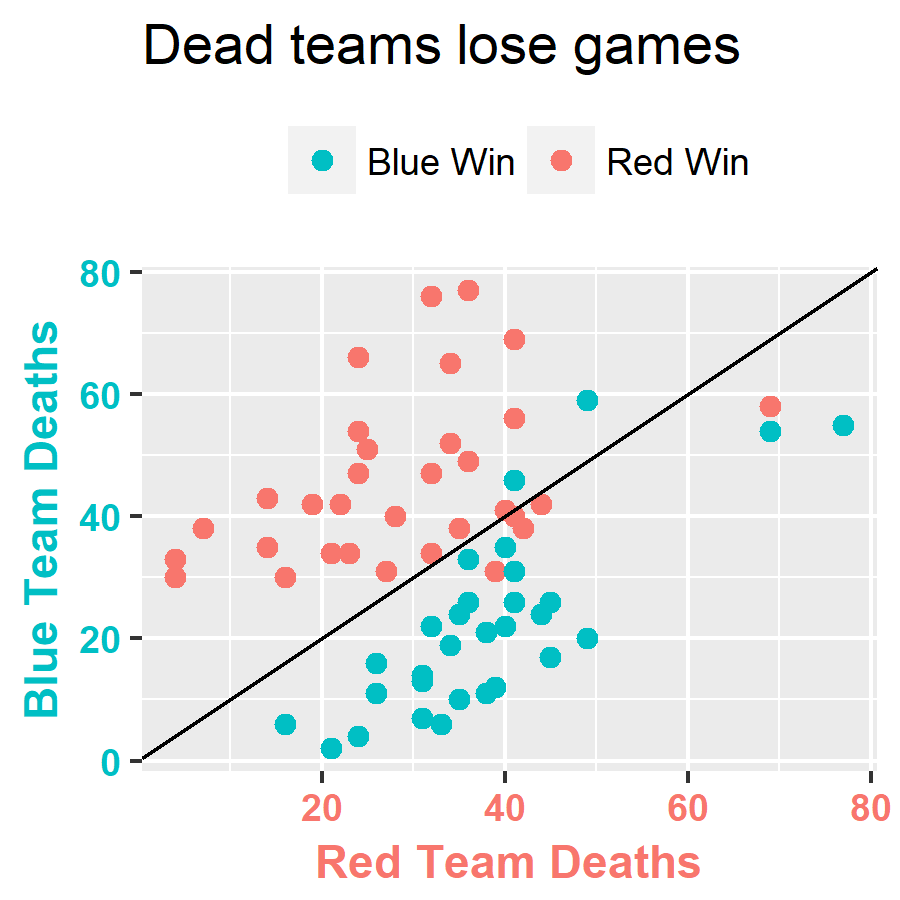 Dead teams lose games
Blue Win Red Win
Blue Team Deaths
80
60
40
20
0
20 40 60 80
Red Team Deaths